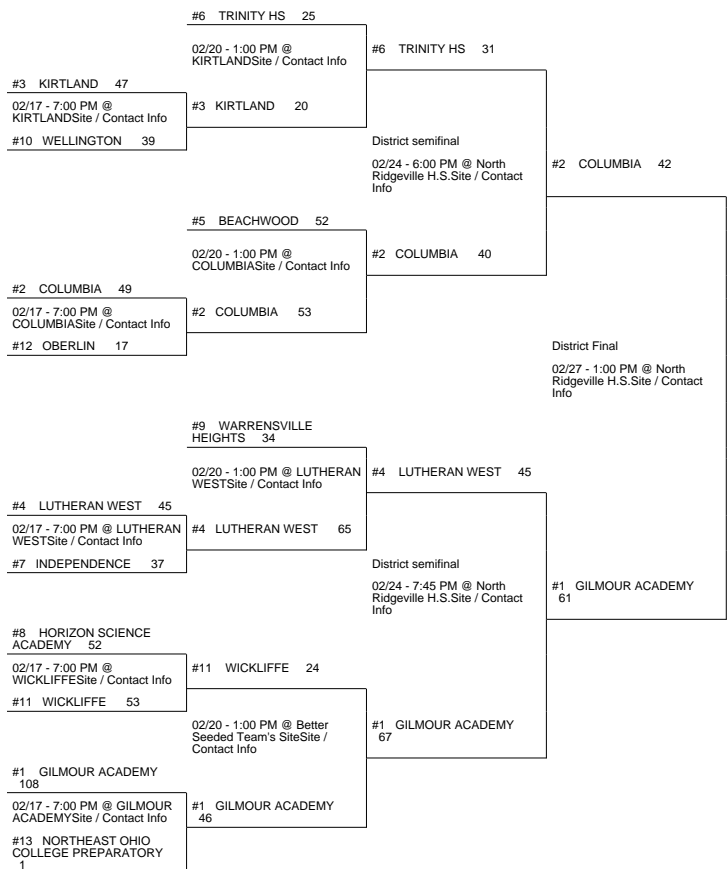 #6 TRINITY HS 25
02/20 - 1:00 PM @
KIRTLANDSite / Contact Info
#6 TRINITY HS 31
#3 KIRTLAND 47
02/17 - 7:00 PM @
KIRTLANDSite / Contact Info
#3 KIRTLAND 20
#10 WELLINGTON 39
District semifinal
02/24 - 6:00 PM @ North
Ridgeville H.S.Site / Contact
Info
#2 COLUMBIA 42
#5 BEACHWOOD 52
02/20 - 1:00 PM @
COLUMBIASite / Contact Info
#2 COLUMBIA 40
#2 COLUMBIA 49
02/17 - 7:00 PM @
COLUMBIASite / Contact Info
#2 COLUMBIA 53
#12 OBERLIN 17
District Final
02/27 - 1:00 PM @ North
Ridgeville H.S.Site / Contact
Info
#9 WARRENSVILLE
HEIGHTS 34
02/20 - 1:00 PM @ LUTHERAN
WESTSite / Contact Info
#4 LUTHERAN WEST 45
#4 LUTHERAN WEST 45
02/17 - 7:00 PM @ LUTHERAN
WESTSite / Contact Info
#4 LUTHERAN WEST 65
#7 INDEPENDENCE 37
District semifinal
02/24 - 7:45 PM @ North
Ridgeville H.S.Site / Contact
Info
#1 GILMOUR ACADEMY
61
#8 HORIZON SCIENCE
ACADEMY 52
02/17 - 7:00 PM @
WICKLIFFESite / Contact Info
#11 WICKLIFFE 24
#11 WICKLIFFE 53
02/20 - 1:00 PM @ Better
Seeded Team's SiteSite /
Contact Info
#1 GILMOUR ACADEMY
67
#1 GILMOUR ACADEMY
108
02/17 - 7:00 PM @ GILMOUR
ACADEMYSite / Contact Info
#1 GILMOUR ACADEMY
46
#13 NORTHEAST OHIO
COLLEGE PREPARATORY
1